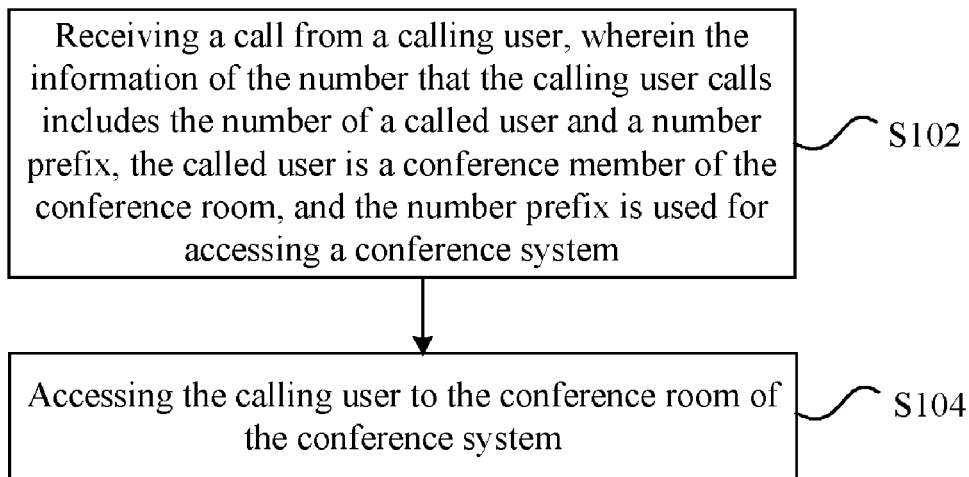 Receiving a call from a calling user, wherein the
information of the number that the calling user calls
includes the number of a called user and a number
prefix, the called user is a conference member of the
conference room, and the number prefix is used for
accessing a conference system
S102
Accessing the calling user to the conference room of
the conference system
S104